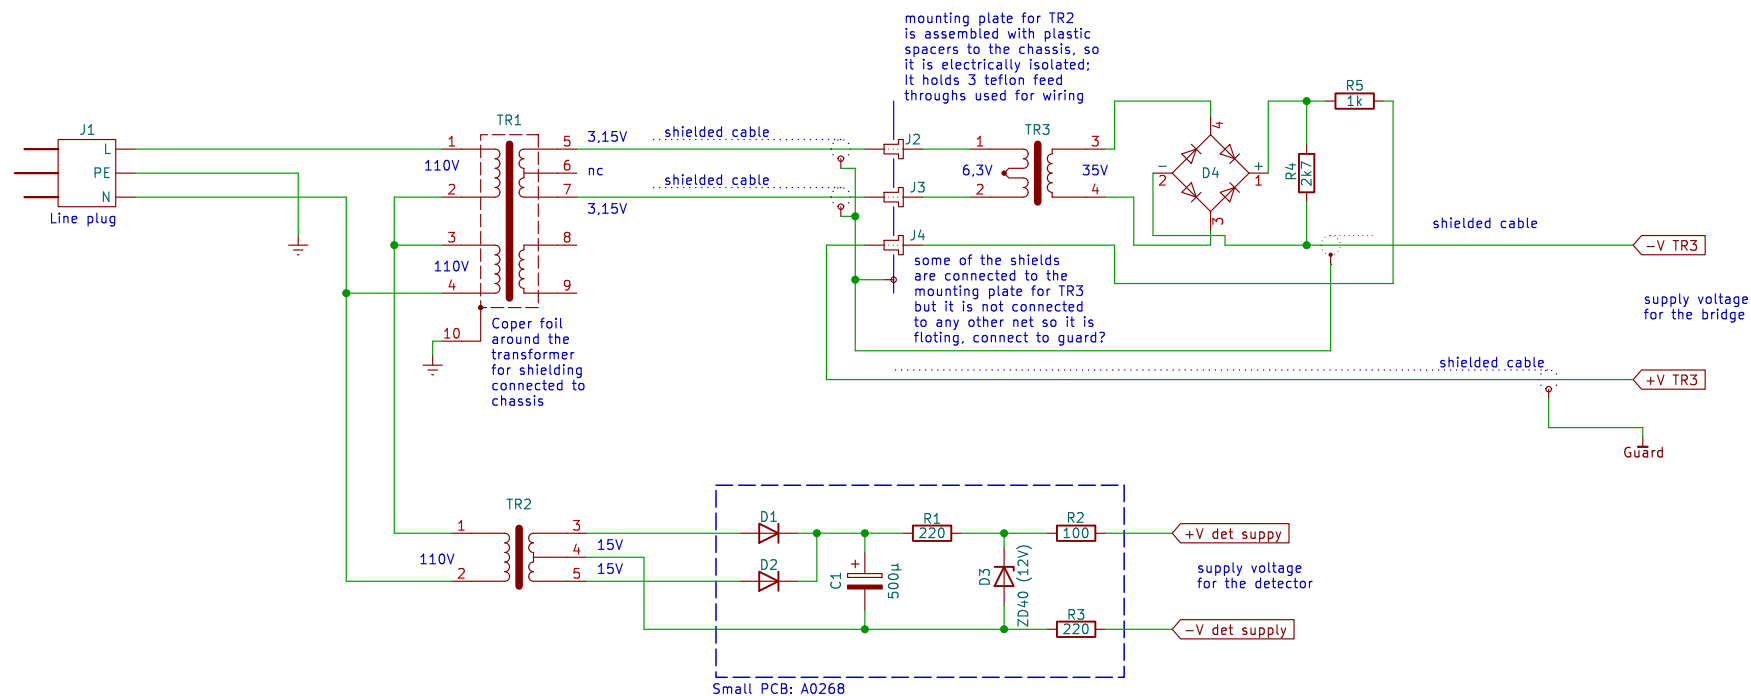 mounting plate for TR2
is assembled with plastic
spacers to the chassis, so
it is electrically isolated;
It holds 3 teflon feed
throughs used for wiring
J1
L
PE
N
Line plug
TR1
1
110V
2
3
110V
4
10
5
6
7
8
9
3,15V
nc
3,15V
Coper foil
around the
transformer
for shielding
connected to
chassis
shielded cable
shielded cable
J2
J3
J4
TR3
1
6,3V
2
3
35V
4
some of the shields
are connected to the
mounting plate for TR3
but it is not connected
to any other net so it is
floting, connect to guard?
4
−
2
D4
+
1
3
R5
1k
R4
2k7
shielded cable
−V TR3
supply voltage
for the bridge
shielded cable
+V TR3
Guard
TR2
1
110V
2
3
4
5
15V
15V
D1
D2
C1
+
500µ
R1
220
D3
ZD40 (12V)
R2
100
R3
220
+V det suppy
supply voltage
for the detector
−V det supply
Small PCB: A0268